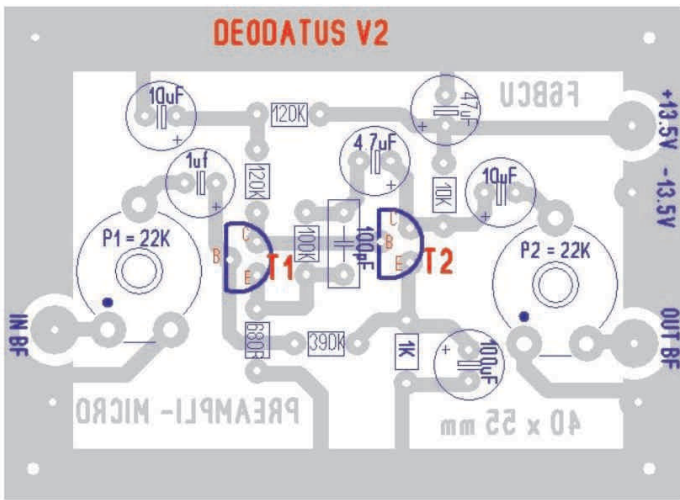 DEODATUS V2
10uF
120K
47uF
F6BCU
+13.5V -13.5V
1uf
120K
4.7uF
10K
10uF
P1 = 22K
C
B
E
T1
100K
100pF
C
B
E
T2
P2 = 22K
IN BF
680R
390K
1K
100uF
OUT BF
PREAMPLI-MICRO
40 x 55 mm